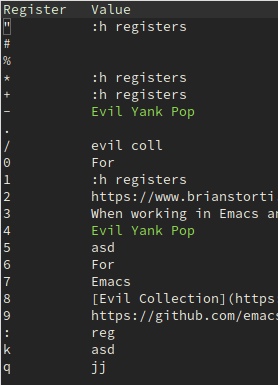 Register Value
" :h registers
#
%
* :h registers
+ :h registers
- Evil Yank Pop
.
/ evil coll
0 For
1 :h registers
2 https://www.brianstorti
3 When working in Emacs an
4 Evil Yank Pop
5 asd
6 For
7 Emacs
8 [Evil Collection](https
9 https://github.com/emacs
: reg
k asd
q jj